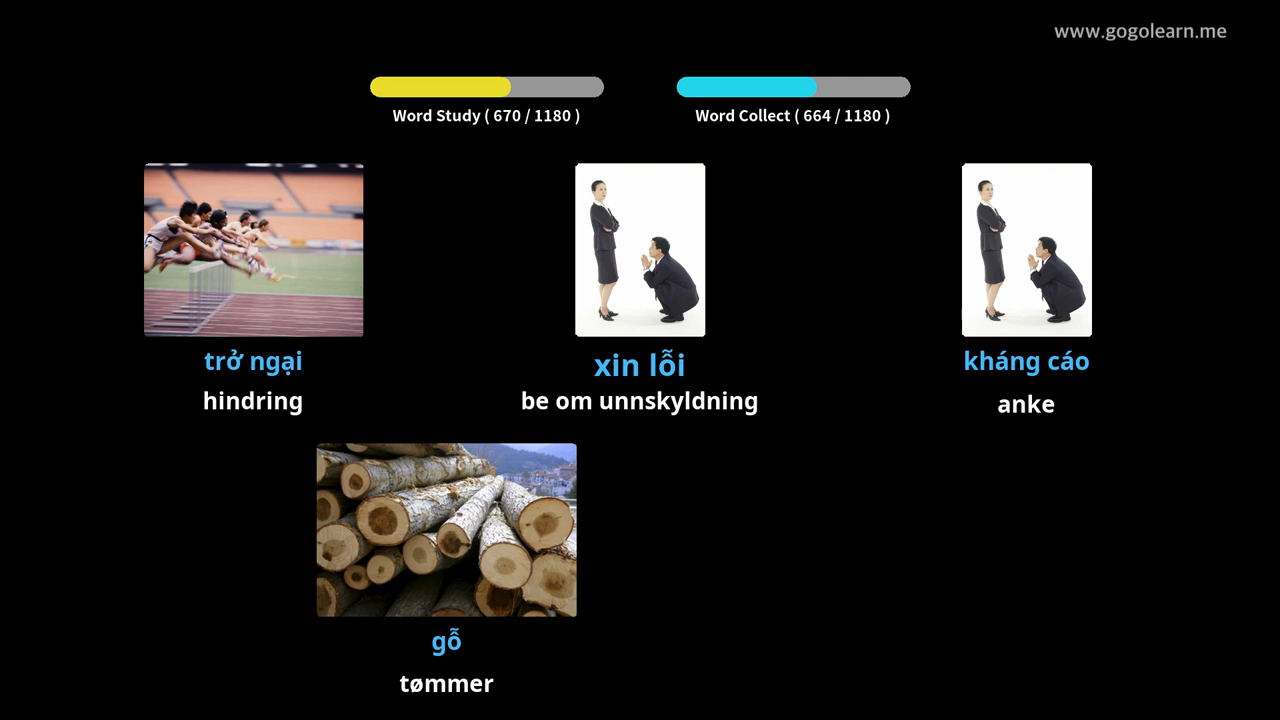 www.gogolearn.me
Word Study ( 670 / 1180 )
Word Collect ( 664 / 1180 )
trở ngại
hindring
xin lỗi
be om unnskyldning
kháng cáo
anke
gỗ
tømmer